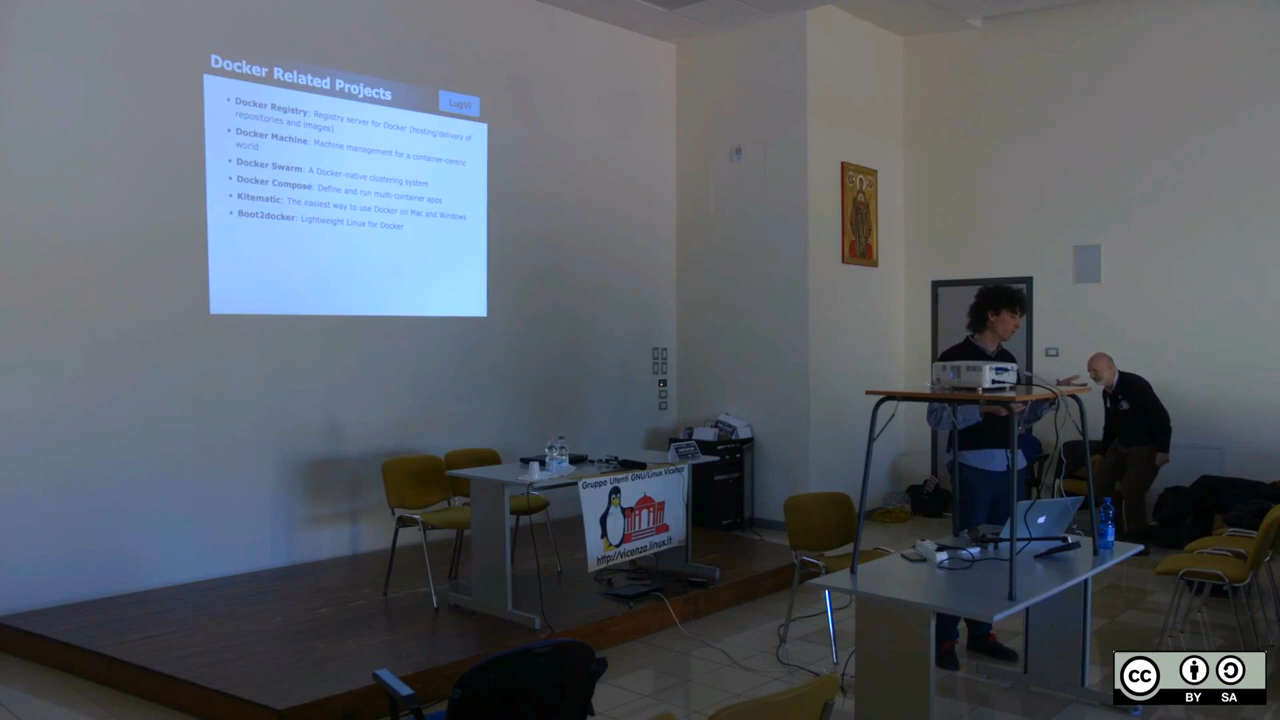 Docker Related Projects
LugVI
• Docker Registry: Registry server for Docker (hosting/delivery of
repositories and images)
• Docker Machine: Machine management for a container-centric
world
• Docker Swarm: A Docker-native clustering system
• Docker Compose: Define and run multi-container apps
• Kitematic: The easiest way to use Docker on Mac and Windows
• Boot2docker: Lightweight Linux for Docker
Gruppo Utenti GNU/Linux Vicenza
http://vicenza.linux.it
cc
BY SA